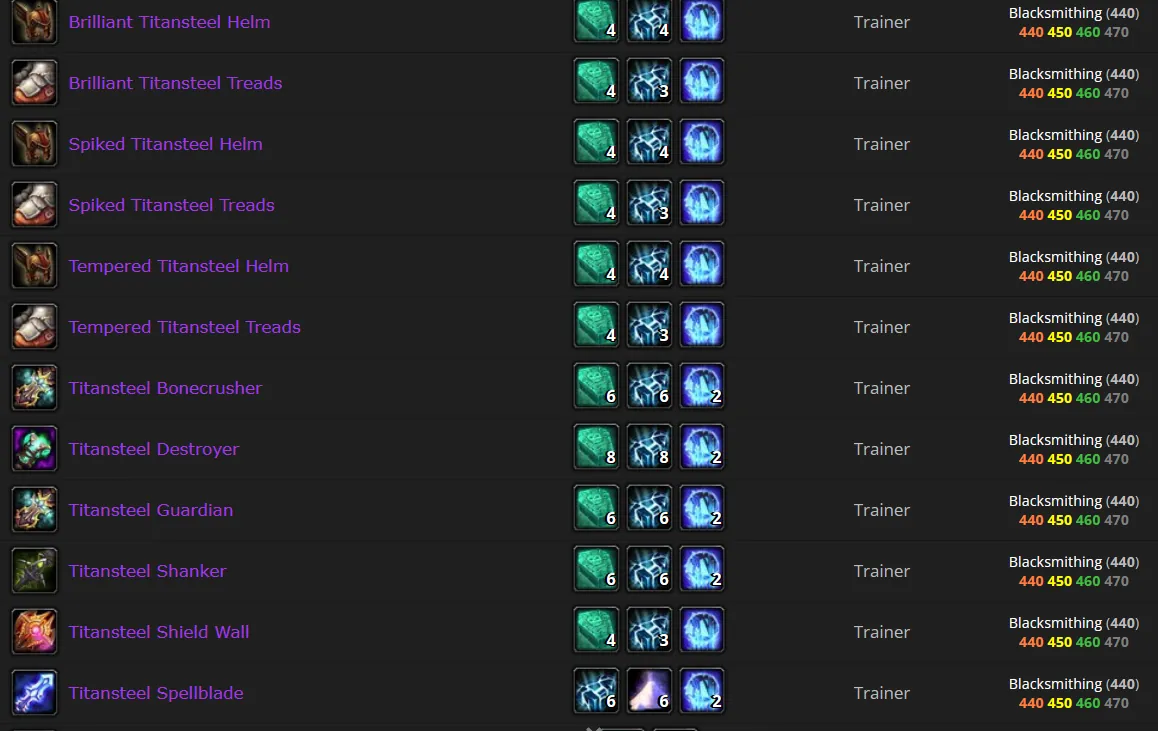 Brilliant Titansteel Helm 4 4 Trainer Blacksmithing (440)
440 450 460 470
Brilliant Titansteel Treads 4 3 Trainer Blacksmithing (440)
440 450 460 470
Spiked Titansteel Helm 4 4 Trainer Blacksmithing (440)
440 450 460 470
Spiked Titansteel Treads 4 3 Trainer Blacksmithing (440)
440 450 460 470
Tempered Titansteel Helm 4 4 Trainer Blacksmithing (440)
440 450 460 470
Tempered Titansteel Treads 4 3 Trainer Blacksmithing (440)
440 450 460 470
Titansteel Bonecrusher 6 6 2 Trainer Blacksmithing (440)
440 450 460 470
Titansteel Destroyer 8 8 2 Trainer Blacksmithing (440)
440 450 460 470
Titansteel Guardian 6 6 2 Trainer Blacksmithing (440)
440 450 460 470
Titansteel Shanker 6 6 2 Trainer Blacksmithing (440)
440 450 460 470
Titansteel Shield Wall 4 3 Trainer Blacksmithing (440)
440 450 460 470
Titansteel Spellblade 6 6 2 Trainer Blacksmithing (440)
440 450 460 470